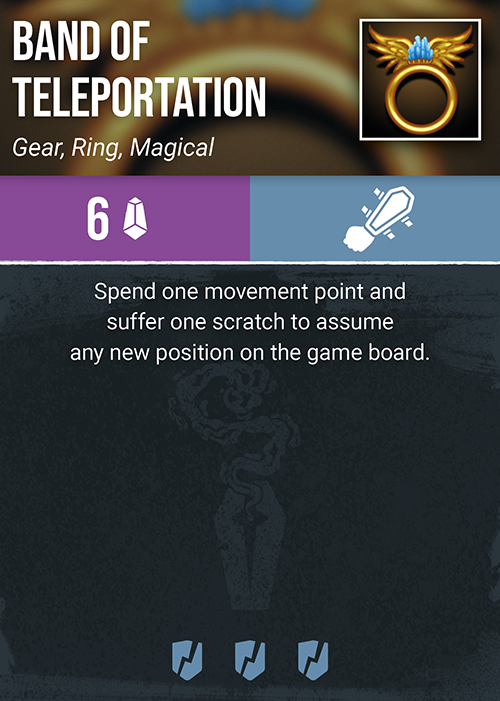 BAND OF
TELEPORTATION
Gear, Ring, Magical
6
Spend one movement point and
suffer one scratch to assume
any new position on the game board.